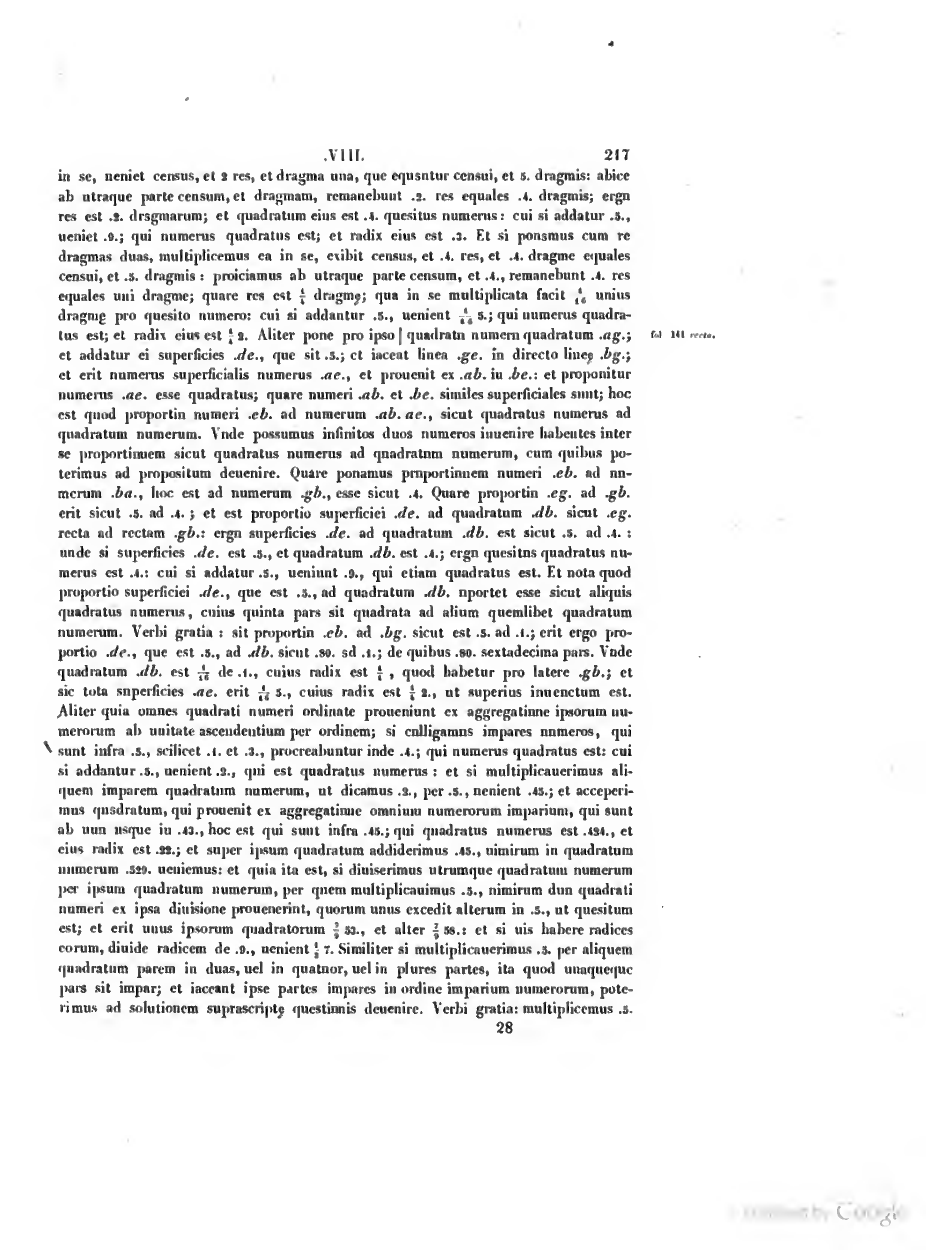 .VIII. 217
in se, ueniet census, et 2 res, et dragma una, que equantur censui, et 5. dragmis: abice
ab utraque parte censum, et dragmam, remanebunt .2. res equales .4. dragmis; ergo
res est .2. dragmarum; et quadratum eius est .4. quesitus numerus: cui si addatur .5.,
ueniet .9.; qui numerus quadratus est; et radix eius est .3. Et si ponamus cum re
dragmas duas, multiplicemus ea in se, exibit census, et .4. res, et .4. dragme equales
censui, et .5. dragmis: proiciamus ab utraque parte censum, et .4., remanebunt .4. res
equales uni dragme; quare res est 1/4 dragmę; qua in se multiplicata facit 1/16 unius
dragmę pro quesito numero: cui si addantur .5., uenient 1/16 5.; qui numerus quadra-
tus est; et radix eius est 1/4 2. Aliter pone pro ipso | quadrato numero quadratum .ag.; fol 141 recto.
et addatur ei superficies .de., que sit .5.; et iaceat linea .ge. in directo lineę .bg.;
et erit numerus superficialis numerus .ae., et prouenit ex .ab. in .be.: et proponitur
numerus .ae. esse quadratus; quare numeri .ab. et .be. similes superficiales sunt; hoc
est quod proportio numeri .eb. ad numerum .ab. ae., sicut quadratus numerus ad
quadratum numerum. Vnde possumus infinitos duos numeros inuenire habentes inter
se proportionem sicut quadratus numerus ad quadratum numerum, cum quibus po-
terimus ad propositum deuenire. Quare ponamus proportionem numeri .eb. ad nu-
merum .ba., hoc est ad numerum .gb., esse sicut .4. Quare proportio .eg. ad .gb.
erit sicut .5. ad .4. ; et est proportio superficiei .de. ad quadratum .db. sicut .eg.
recta ad rectam .gb.: ergo superficies .de. ad quadratum .db. est sicut .5. ad .4. :
unde si superficies .de. est .5., et quadratum .db. est .4.; ergo quesitus quadratus nu-
merus est .4.: cui si addatur .5., ueniunt .9., qui etiam quadratus est. Et nota quod
proportio superficiei .de., que est .5., ad quadratum .db. oportet esse sicut aliquis
quadratus numerus, cuius quinta pars sit quadrata ad alium quemlibet quadratum
numerum. Verbi gratia : sit proportio .eb. ad .bg. sicut est .5. ad .1.; erit ergo pro-
portio .de., que est .5., ad .db. sicut .80. ad .1.; de quibus .80. sextadecima pars. Vnde
quadratum .db. est 1/16 de .1., cuius radix est 1/4 , quod habetur pro latere .gb.; et
sic tota superficies .ae. erit 1/16 5., cuius radix est 1/4 2., ut superius inuenctum est.
Aliter quia omnes quadrati numeri ordinate proueniunt ex aggregatione ipsorum nu-
merorum ab unitate ascendentium per ordinem; si colligamus impares numeros, qui
sunt infra .5., scilicet .1. et .3., procreabuntur inde .4.; qui numerus quadratus est: cui
si addantur .5., uenient .9., qui est quadratus numerus : et si multiplicauerimus ali-
quem imparem quadratum numerum, ut dicamus .9., per .5., uenient .45.; et acceperi-
mus quadratum, qui prouenit ex aggregatione omnium numerorum imparium, qui sunt
ab uno usque in .43., hoc est qui sunt infra .45.; qui quadratus numerus est .484., et
eius radix est .22.; et super ipsum quadratum addiderimus .45., nimirum in quadratum
numerum .529. ueniemus: et quia ita est, si diuiserimus utrumque quadratum numerum
per ipsum quadratum numerum, per quem multiplicauimus .5., nimirum duo quadrati
numeri ex ipsa diuisione prouenerint, quorum unus excedit alterum in .5., ut quesitum
est; et erit unus ipsorum quadratorum 7/9 53., et alter 7/9 58.: et si uis habere radices
eorum, diuide radicem de .9., uenient 1/3 7. Similiter si multiplicauerimus .5. per aliquem
quadratum parem in duas, uel in quatuor, uel in plures partes, ita quod unaqueque
pars sit impar; et iaceant ipse partes impares in ordine imparium numerorum, pote-
rimus ad solutionem suprascriptę questionis deuenire. Verbi gratia: multiplicemus .5.
28
Google